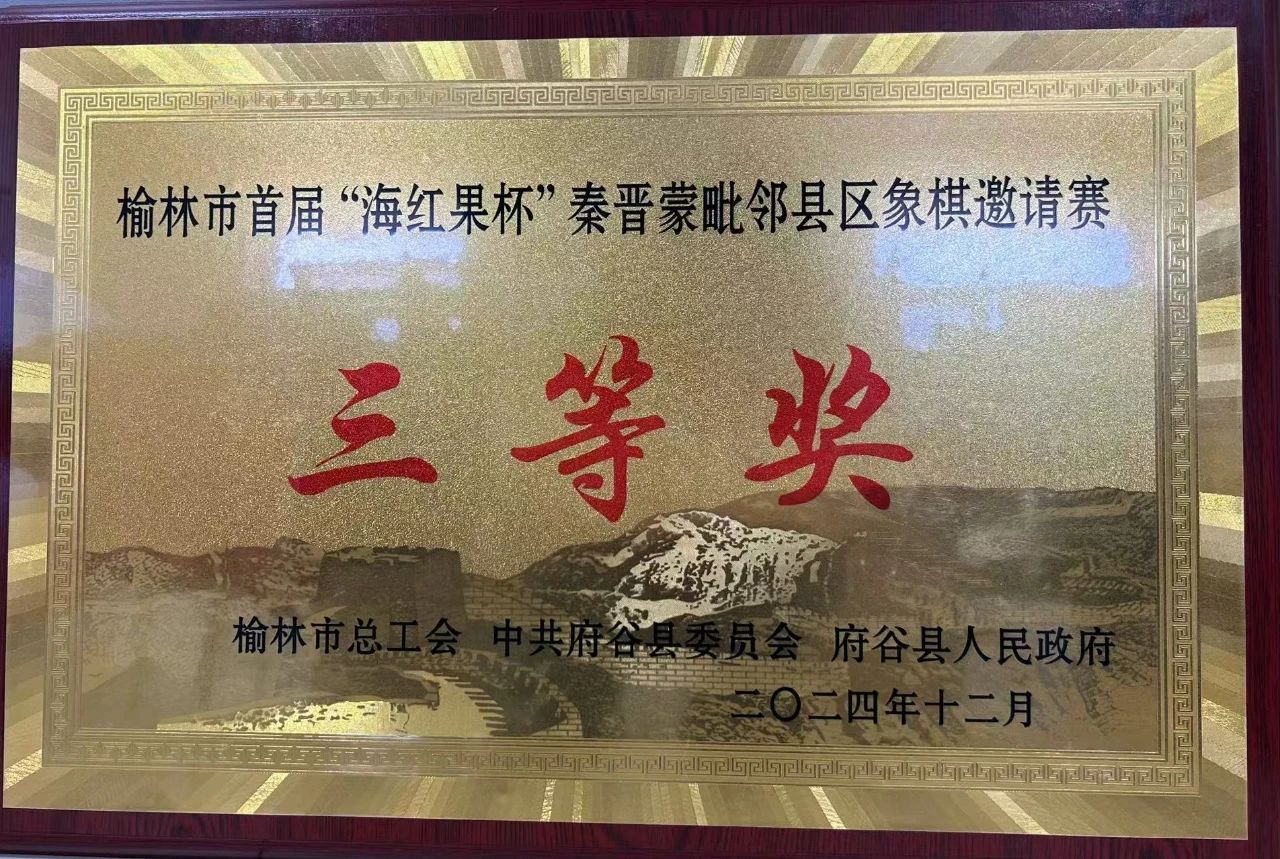 榆林市首届“海红果杯”秦晋蒙毗邻县区象棋邀请赛
三等奖
榆林市总工会 中共府谷县委员会 府谷县人民政府
二〇二四年十二月